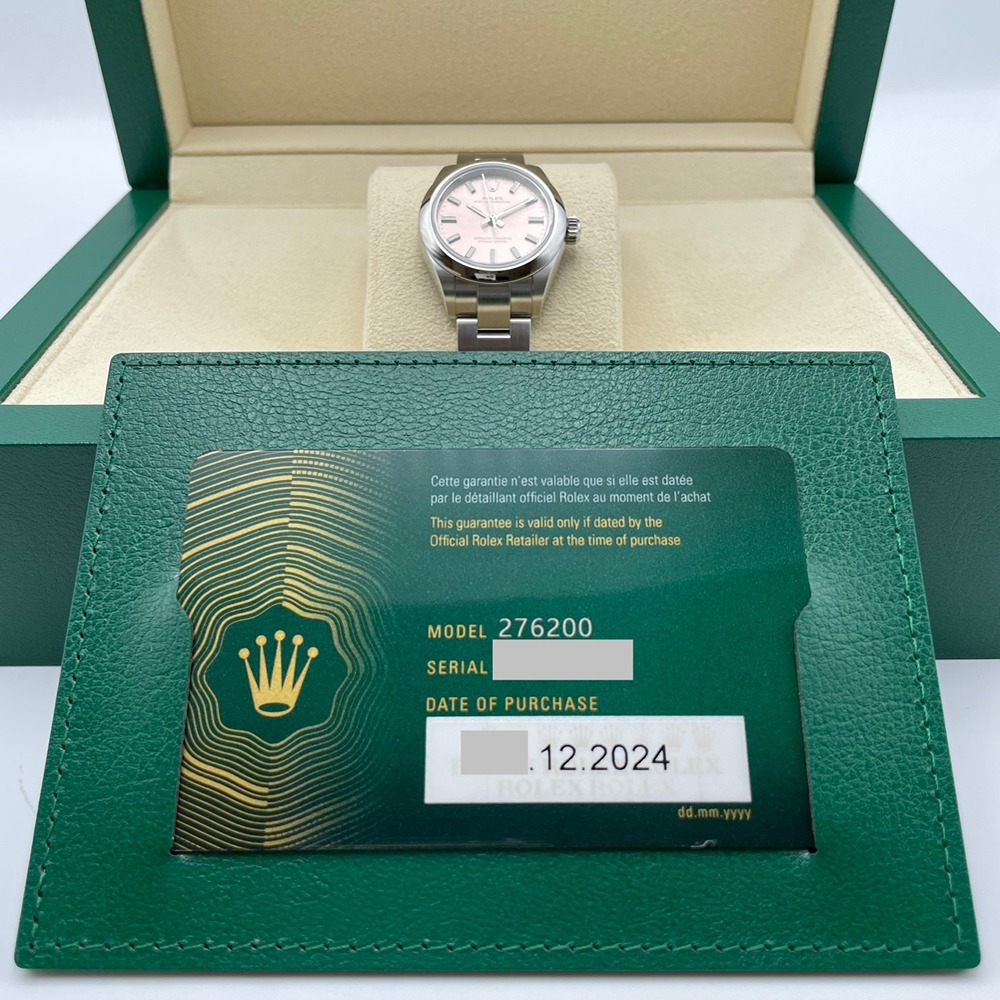 ROLEX
Cette garantie n'est valable que si elle est datée
par le détaillant officiel Rolex au moment de l'achat
This guarantee is valid only if dated by the
Official Rolex Retailer at the time of purchase
MODEL 276200
SERIAL
DATE OF PURCHASE
.12.2024
ROLEX ROLEX
dd.mm.yyyy